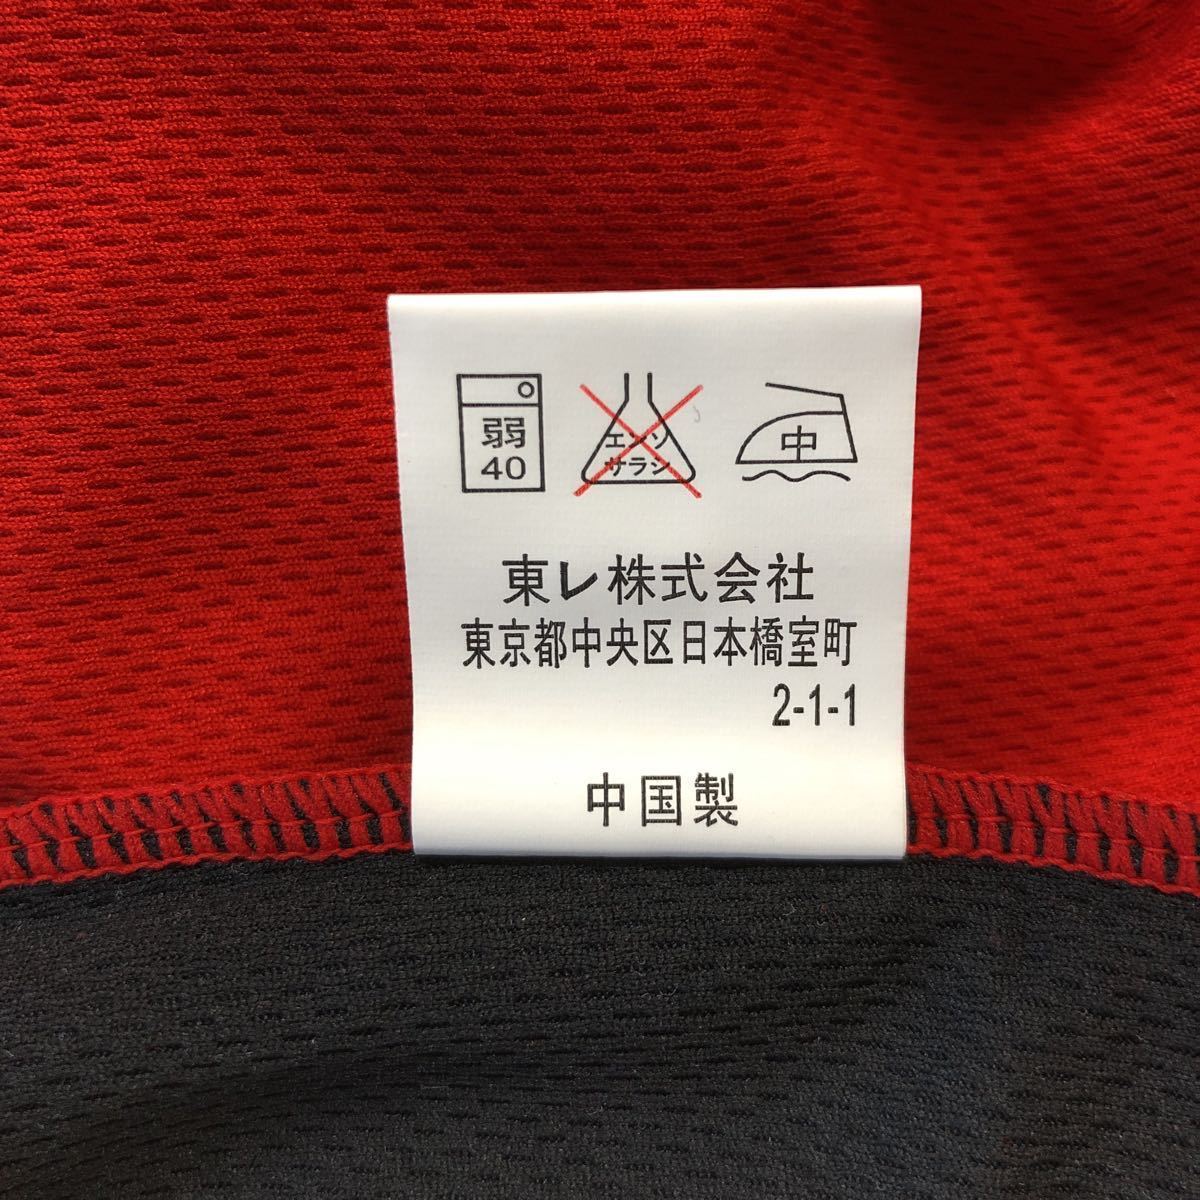 弱 エンソ 中
40 サラシ
東レ株式会社
東京都中央区日本橋室町
2-1-1
中国製